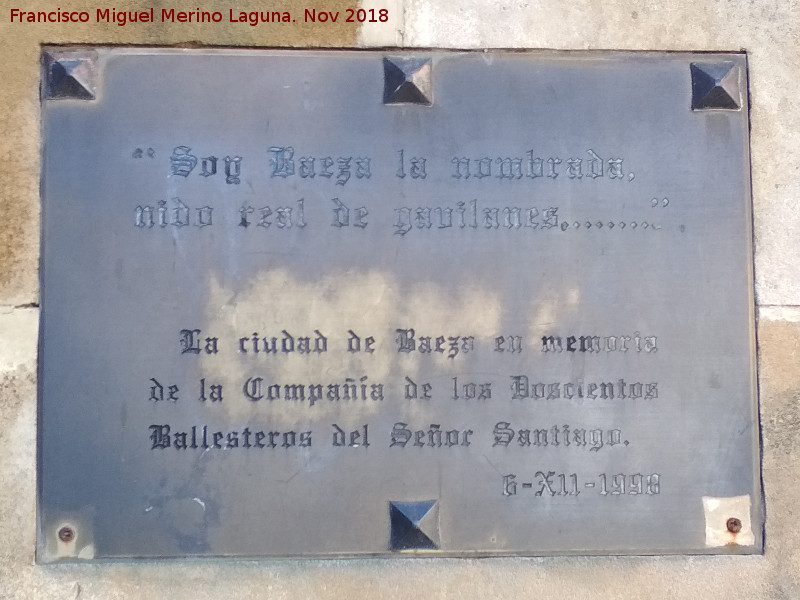 Francisco Miguel Merino Laguna. Nov 2018
“Soy Baeza la nombrada,
nido real de gavilanes..........”.
La ciudad de Baeza en memoria
de la Compañía de los Doscientos
Ballesteros del Señor Santiago.
6-XII-1998